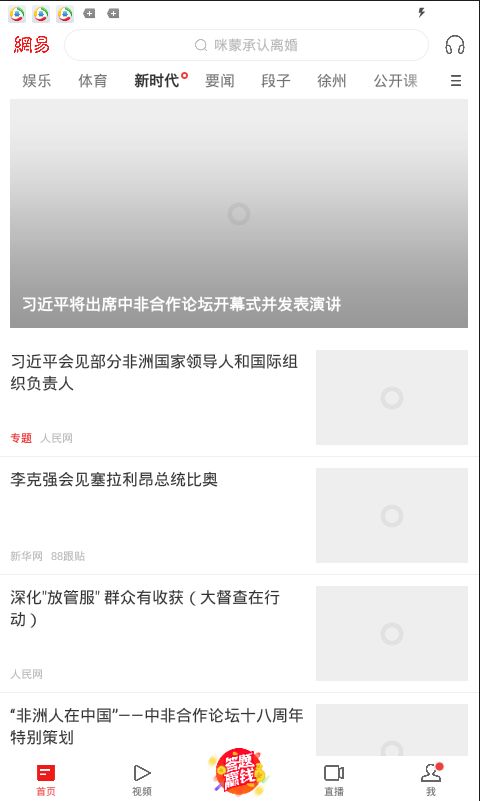 網易
咪蒙承认离婚
娱乐 体育 新时代 要闻 段子 徐州 公开课
习近平将出席中非合作论坛开幕式并发表演讲
习近平会见部分非洲国家领导人和国际组
织负责人
专题 人民网
李克强会见塞拉利昂总统比奥
新华网 88跟贴
深化"放管服" 群众有收获（大督查在行
动）
人民网
“非洲人在中国”——中非合作论坛十八周年
特别策划
答题
赢钱
首页 视频 直播 我